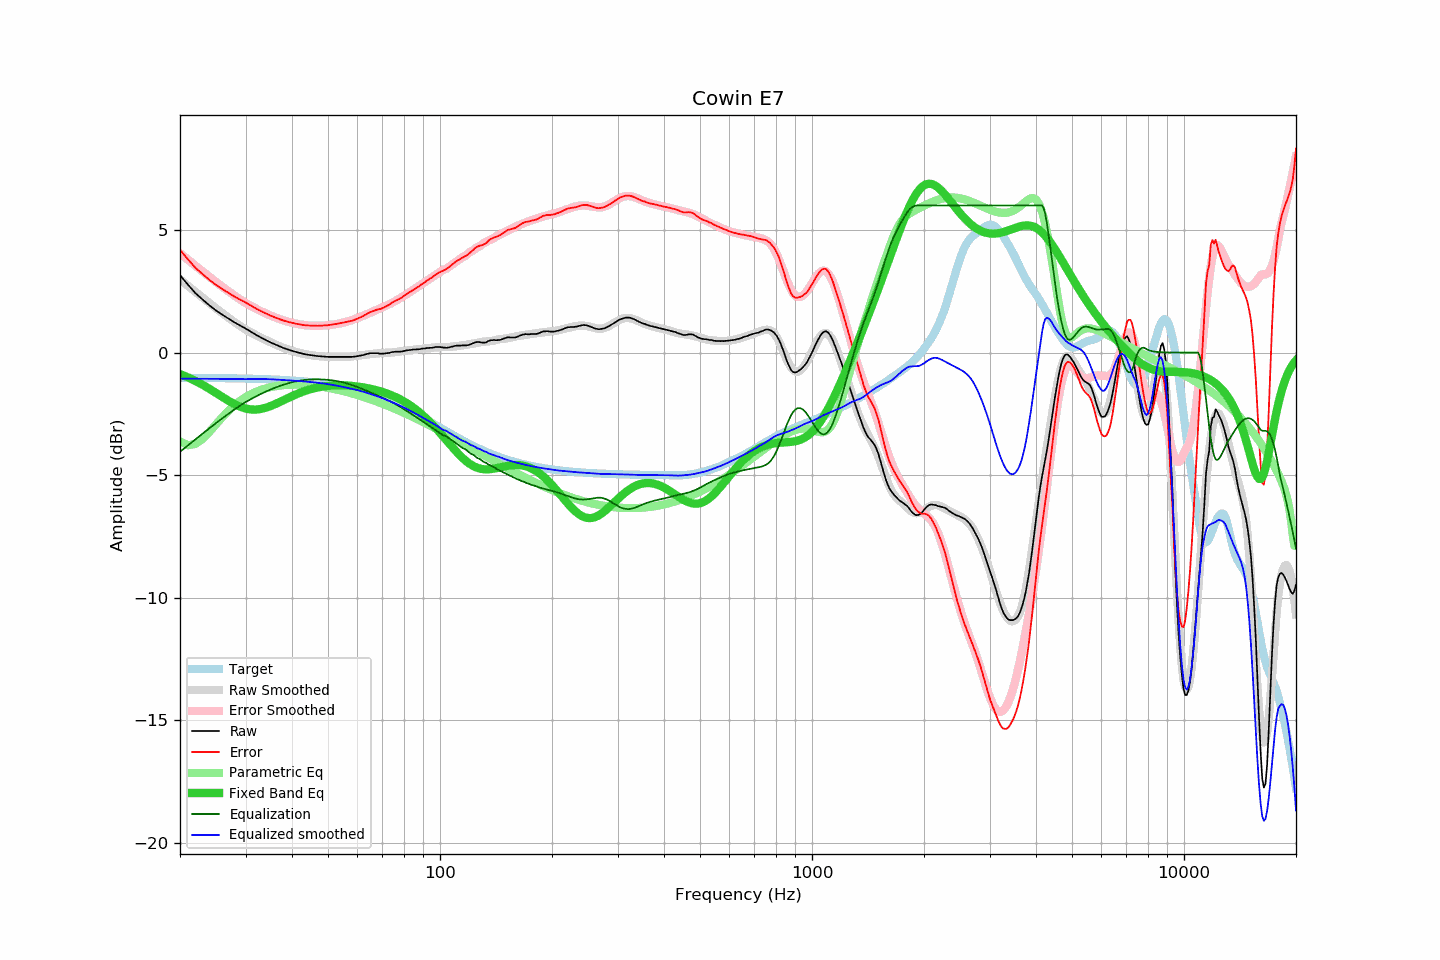 Cowin E7
Amplitude (dBr)
5
0
−5
−10
−15
−20
Target
Raw Smoothed
Error Smoothed
Raw
Error
Parametric Eq
Fixed Band Eq
Equalization
Equalized smoothed
100
1000
10000
Frequency (Hz)